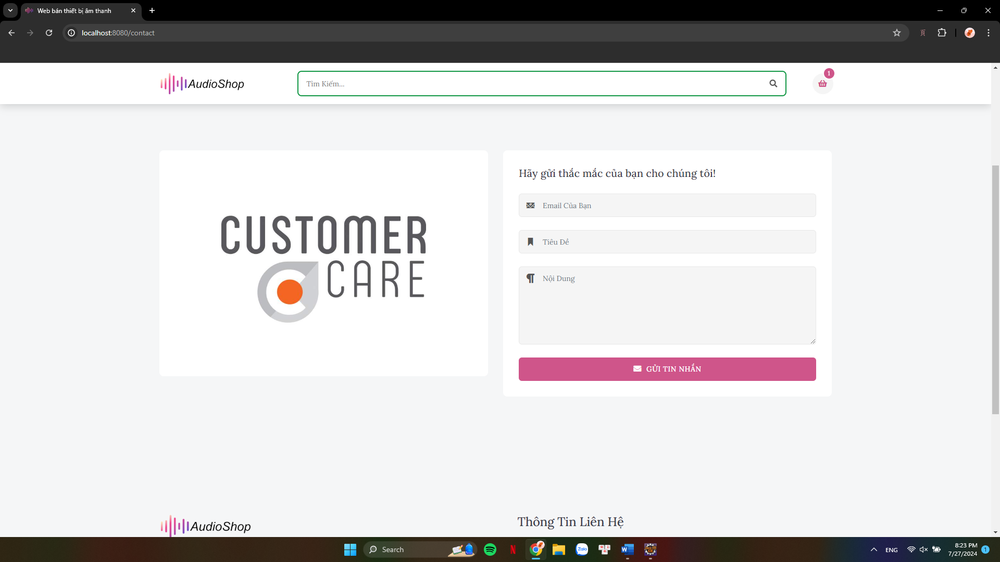 Web bán thiết bị âm thanh
localhost:8080/contact
AudioShop
Tìm Kiếm...
1
CUSTOMER
CARE
Hãy gửi thắc mắc của bạn cho chúng tôi!
Email Của Bạn
Tiêu Đề
Nội Dung
GỬI TIN NHẮN
AudioShop
Thông Tin Liên Hệ
Search
Zalo
W
ENG
8:23 PM
7/27/2024
1